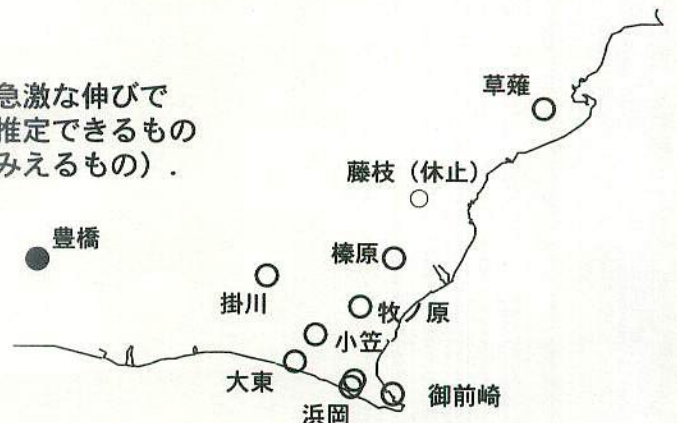 急激な伸びで
推定できるもの
みえるもの）．
草薙
藤枝（休止）
豊橋
榛原
掛川
牧ノ原
小笠
大東
御前崎
浜岡